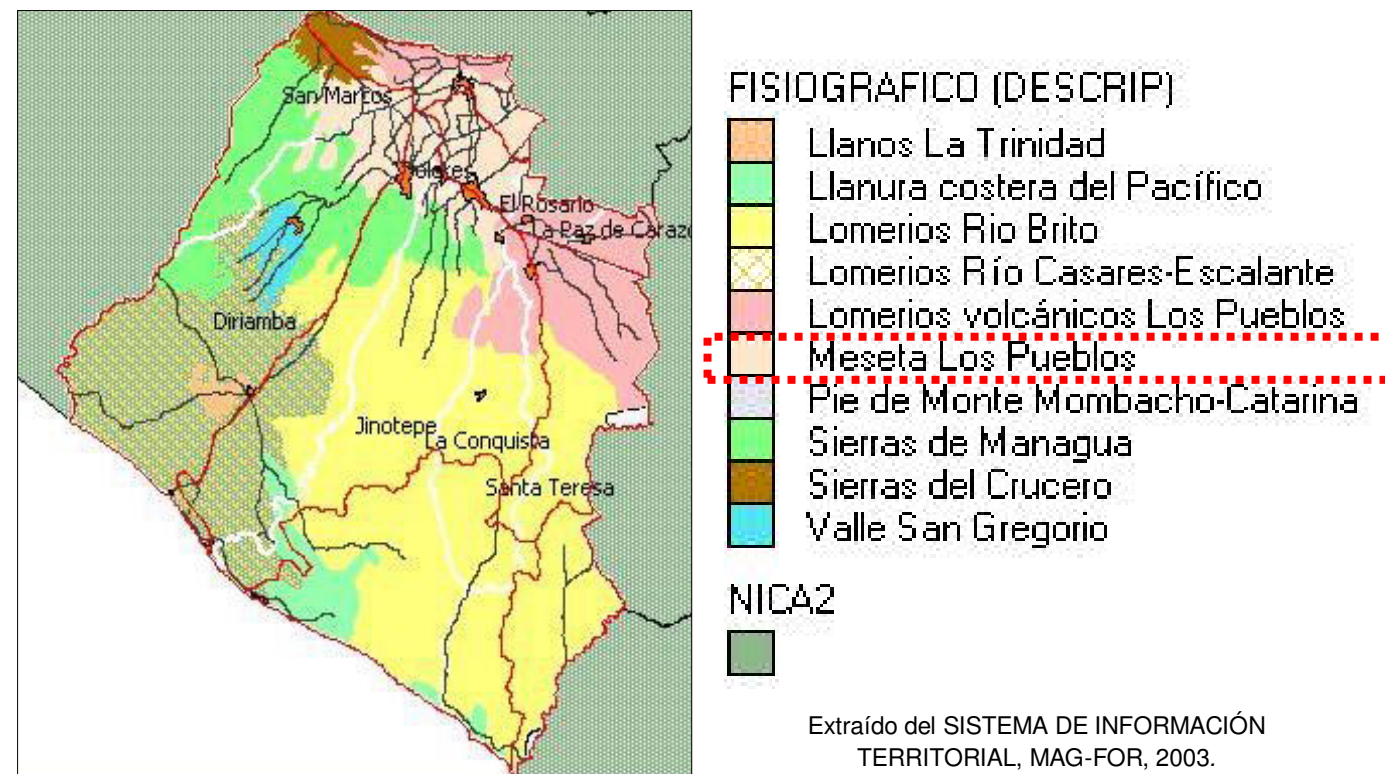 San Marcos
Dolores
El Rosario
La Paz de Carazo
Diriamba
Jinotepe
La Conquista
Santa Teresa
FISIOGRAFICO (DESCRIP)
Llanos La Trinidad
Llanura costera del Pacífico
Lomerios Rio Brito
Lomerios Río Casares-Escalante
Lomerios volcánicos Los Pueblos
Meseta Los Pueblos
Pie de Monte Mombacho-Catarina
Sierras de Managua
Sierras del Crucero
Valle San Gregorio
NICA2
Extraído del SISTEMA DE INFORMACIÓN
TERRITORIAL, MAG-FOR, 2003.